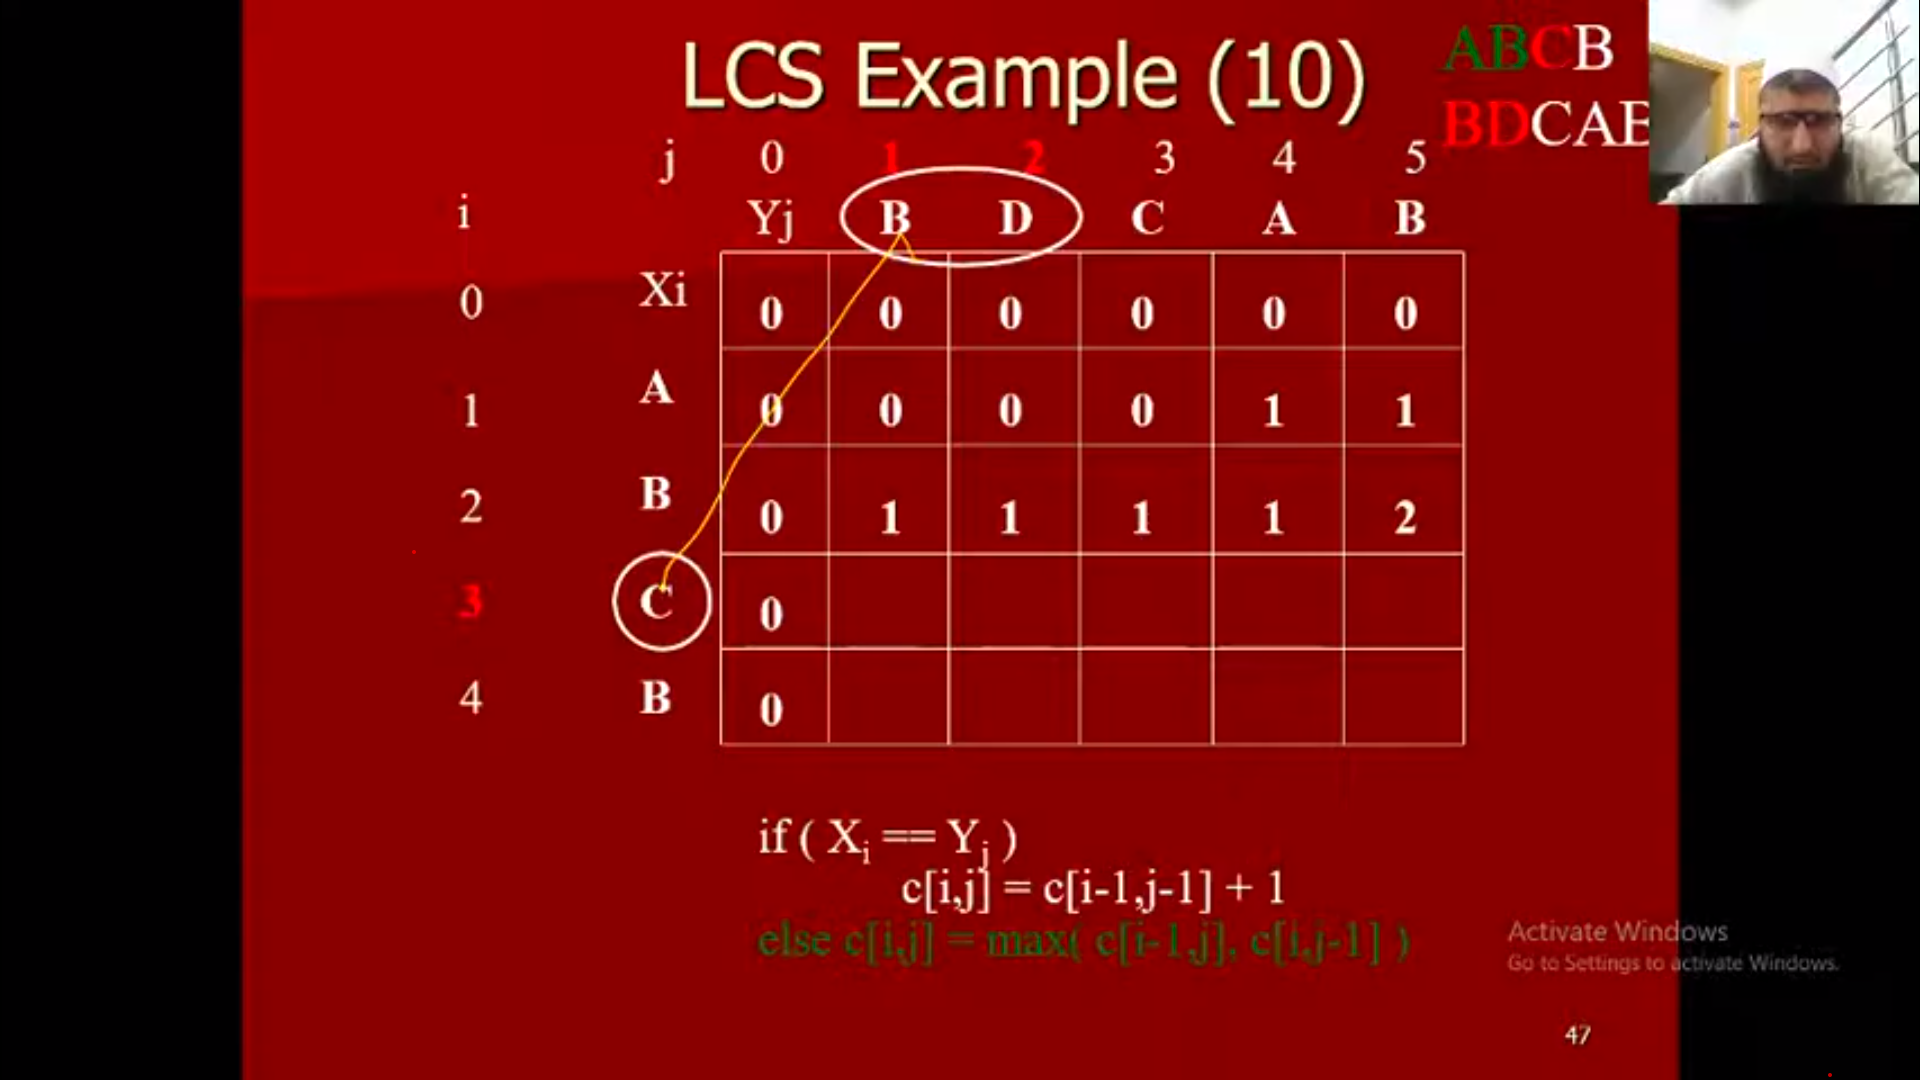 LCS Example (10)
ABCB
BDCAB
j 0 1 2 3 4 5
i Yj B D C A B
0 Xi 0 0 0 0 0 0
1 A 0 0 0 0 1 1
2 B 0 1 1 1 1 2
3 C 0
4 B 0
if ( Xi == Yj )
c[i,j] = c[i-1,j-1] + 1
else c[i,j] = max( c[i-1,j], c[i,j-1] )
Activate Windows
Go to Settings to activate Windows.
47